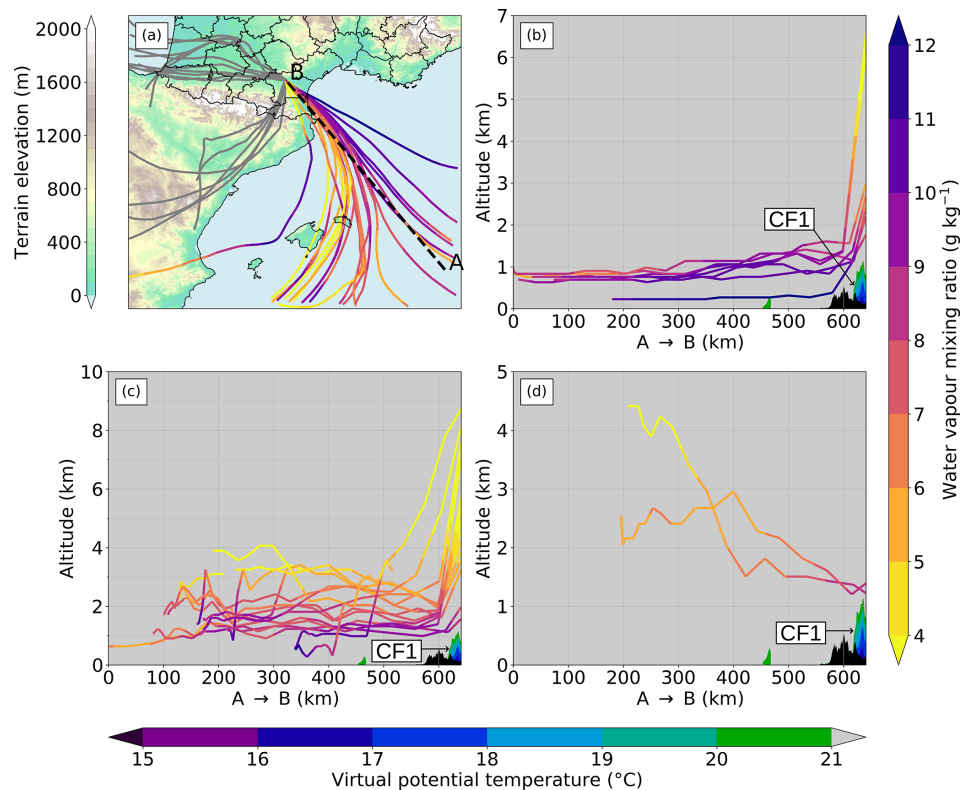 (a)
B
A
2000
1600
1200
800
400
0
Terrain elevation (m)
(b)
7
6
5
4
3
2
1
0
Altitude (km)
CF1
0 100 200 300 400 500 600
A → B (km)
12
11
10
9
8
7
6
5
4
Water vapour mixing ratio (g kg⁻¹)
(c)
10
8
6
4
2
0
Altitude (km)
CF1
0 100 200 300 400 500 600
A → B (km)
(d)
5
4
3
2
1
0
Altitude (km)
CF1
0 100 200 300 400 500 600
A → B (km)
15 16 17 18 19 20 21
Virtual potential temperature (°C)